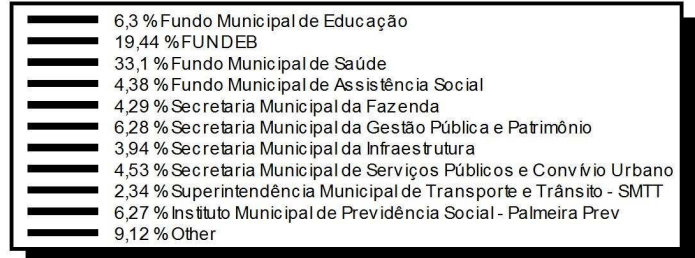 6,3 % Fundo Municipal de Educação
19,44 % FUNDEB
33,1 % Fundo Municipal de Saúde
4,38 % Fundo Municipal de Assistência Social
4,29 % Secretaria Municipal da Fazenda
6,28 % Secretaria Municipal da Gestão Pública e Patrimônio
3,94 % Secretaria Municipal da Infraestrutura
4,53 % Secretaria Municipal de Serviços Públicos e Convívio Urbano
2,34 % Superintendência Municipal de Transporte e Trânsito - SMTT
6,27 % Instituto Municipal de Previdência Social - Palmeira Prev
9,12 % Other